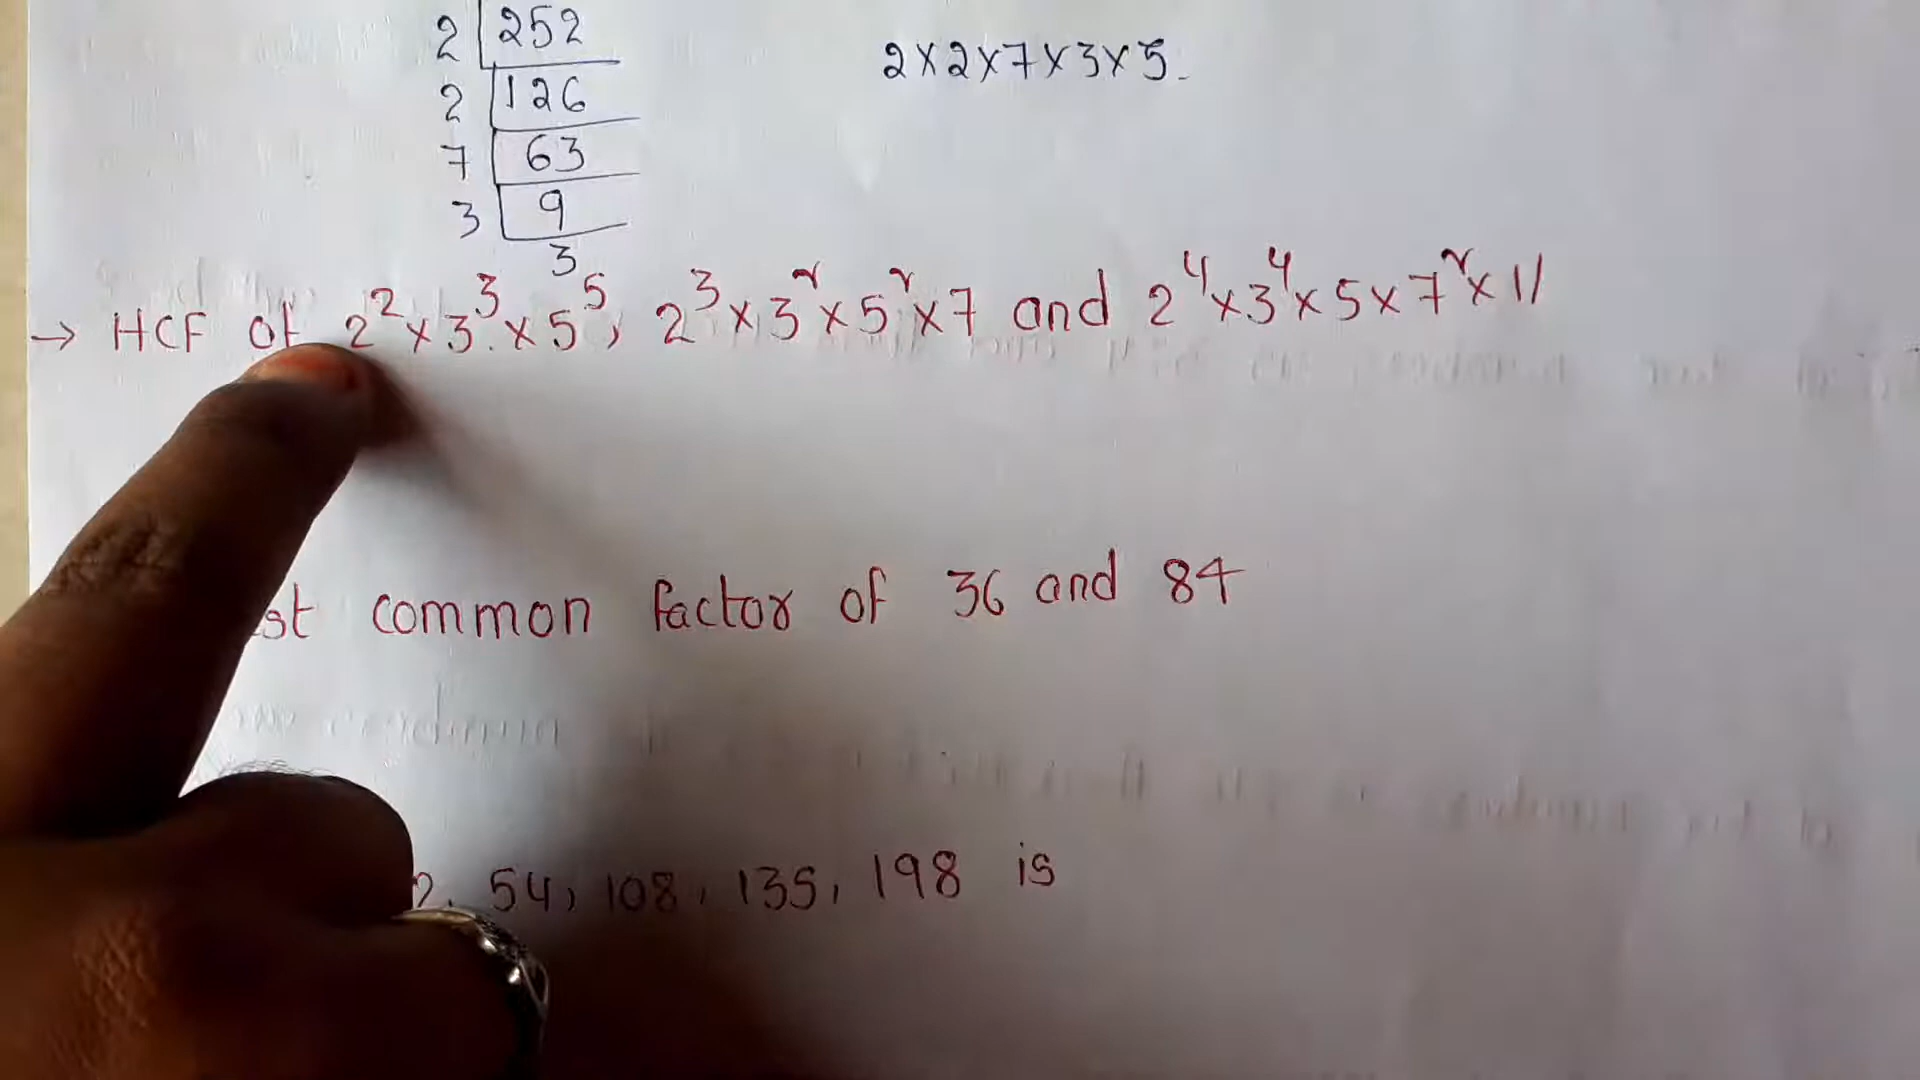 2 252
2 126
7 63
3 9
3
2×2×7×3×5
→ HCF of 2²×3³×5⁵, 2³×3²×5²×7 and 2⁴×3⁴×5×7²×11
common factor of 36 and 84
54, 108, 135, 198 is